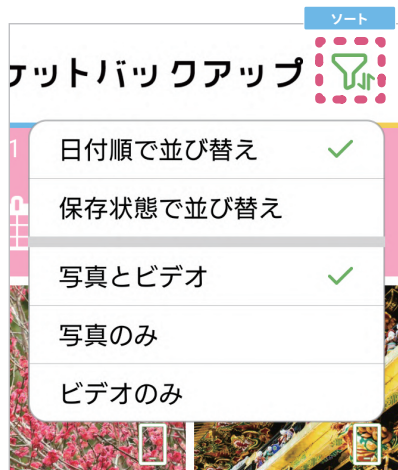 ソート
ケットバックアップ
1
日付順で並び替え
保存状態で並び替え
写真とビデオ
写真のみ
ビデオのみ